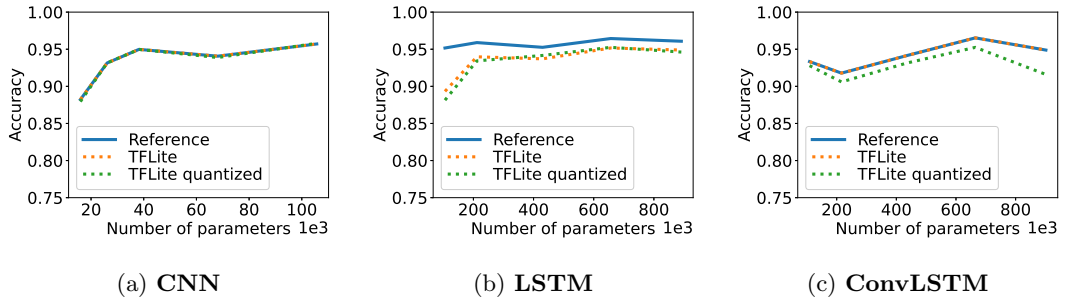 1.00
0.95
0.90
0.85
0.80
0.75
Accuracy
Reference
TFLite
TFLite quantized
20 40 60 80 100
Number of parameters 1e3
(a) CNN
1.00
0.95
0.90
0.85
0.80
0.75
Accuracy
Reference
TFLite
TFLite quantized
200 400 600 800
Number of parameters 1e3
(b) LSTM
1.00
0.95
0.90
0.85
0.80
0.75
Accuracy
Reference
TFLite
TFLite quantized
200 400 600 800
Number of parameters 1e3
(c) ConvLSTM